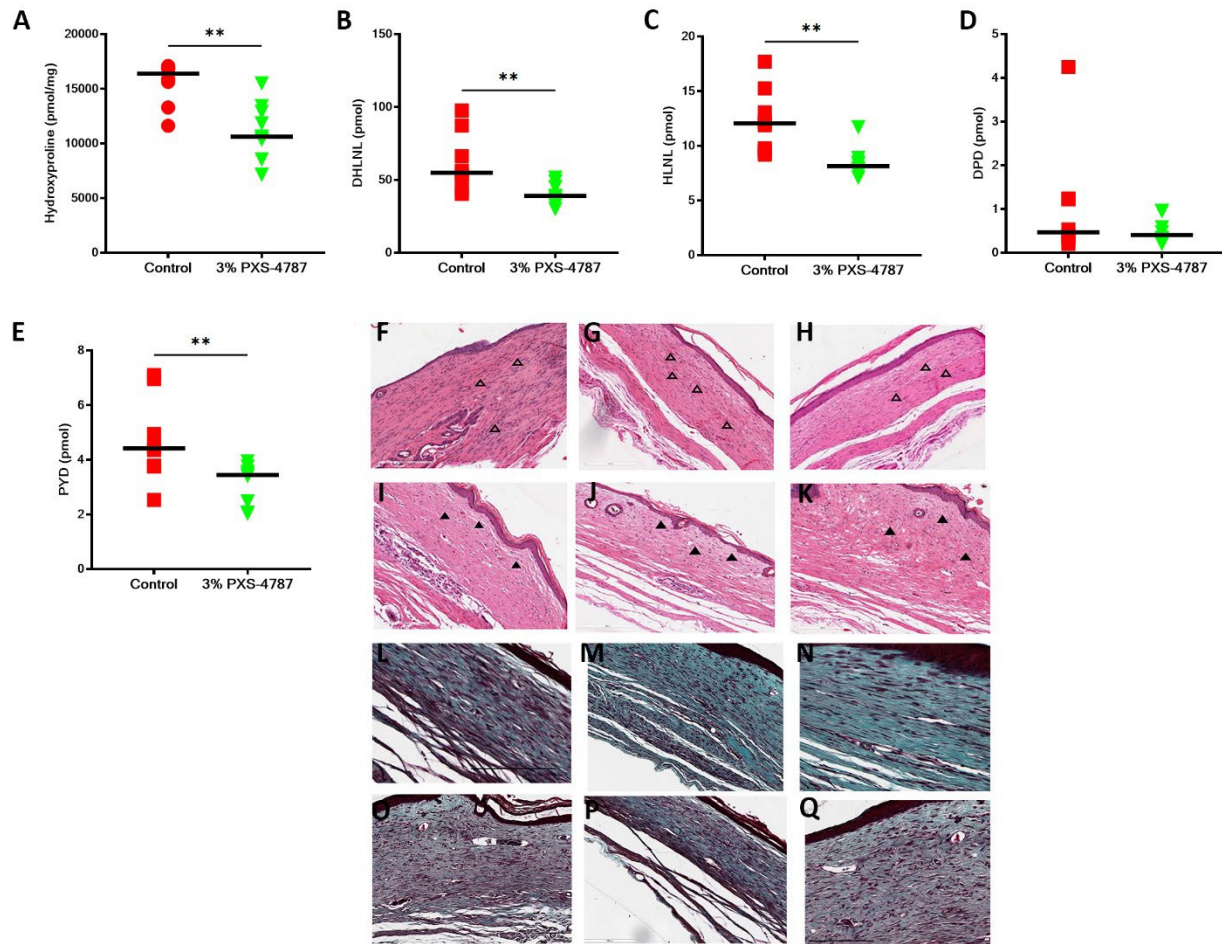 A
Hydroxyproline (pmol/mg)
20000
15000
10000
5000
0
**
Control
3% PXS-4787
B
DHLNL (pmol)
150
100
50
0
**
Control
3% PXS-4787
C
HLNL (pmol)
20
15
10
5
0
**
Control
3% PXS-4787
D
DPD (pmol)
5
4
3
2
1
0
Control
3% PXS-4787
E
PYD (pmol)
8
6
4
2
0
**
Control
3% PXS-4787
F
G
H
I
J
K
L
M
N
O
P
Q